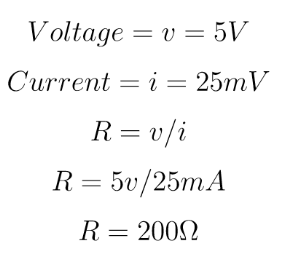 Voltage = v = 5V
Current = i = 25mV
R = v/i
R = 5v/25mA
R = 200Ω